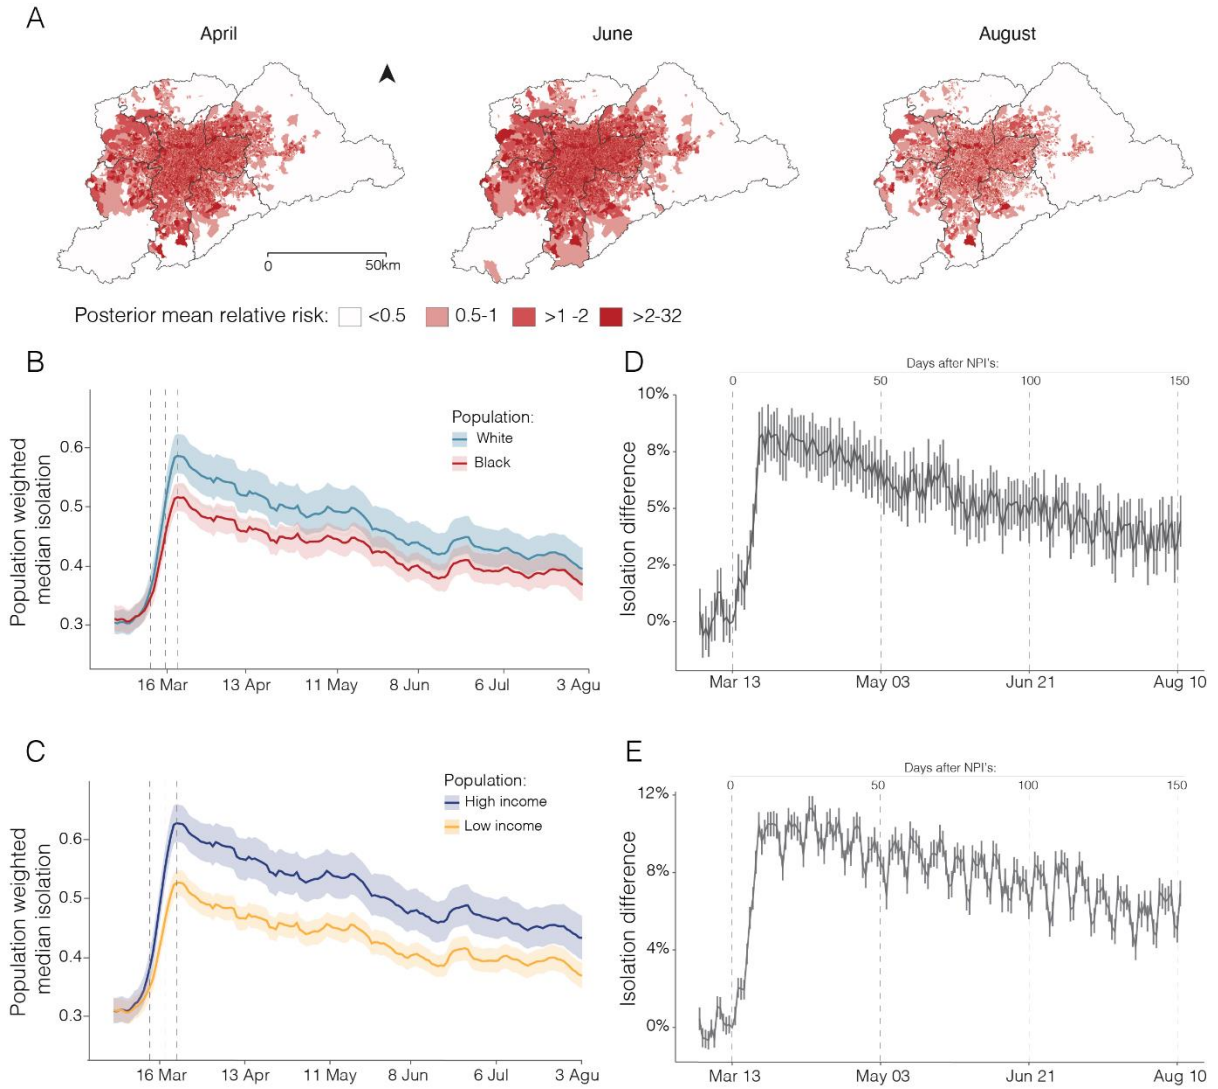 A
April
June
August
0
50km
Posterior mean relative risk:
<0.5
0.5-1
>1 -2
>2-32
B
Population weighted
median isolation
0.6
0.5
0.4
0.3
Population:
White
Black
16 Mar
13 Apr
11 May
8 Jun
6 Jul
3 Agu
D
Days after NPI's:
0
50
100
150
Isolation difference
10%
8%
5%
2%
0%
Mar 13
May 03
Jun 21
Aug 10
C
Population weighted
median isolation
0.6
0.5
0.4
0.3
Population:
High income
Low income
16 Mar
13 Apr
11 May
8 Jun
6 Jul
3 Agu
E
Days after NPI's:
0
50
100
150
Isolation difference
12%
8%
4%
0%
Mar 13
May 03
Jun 21
Aug 10